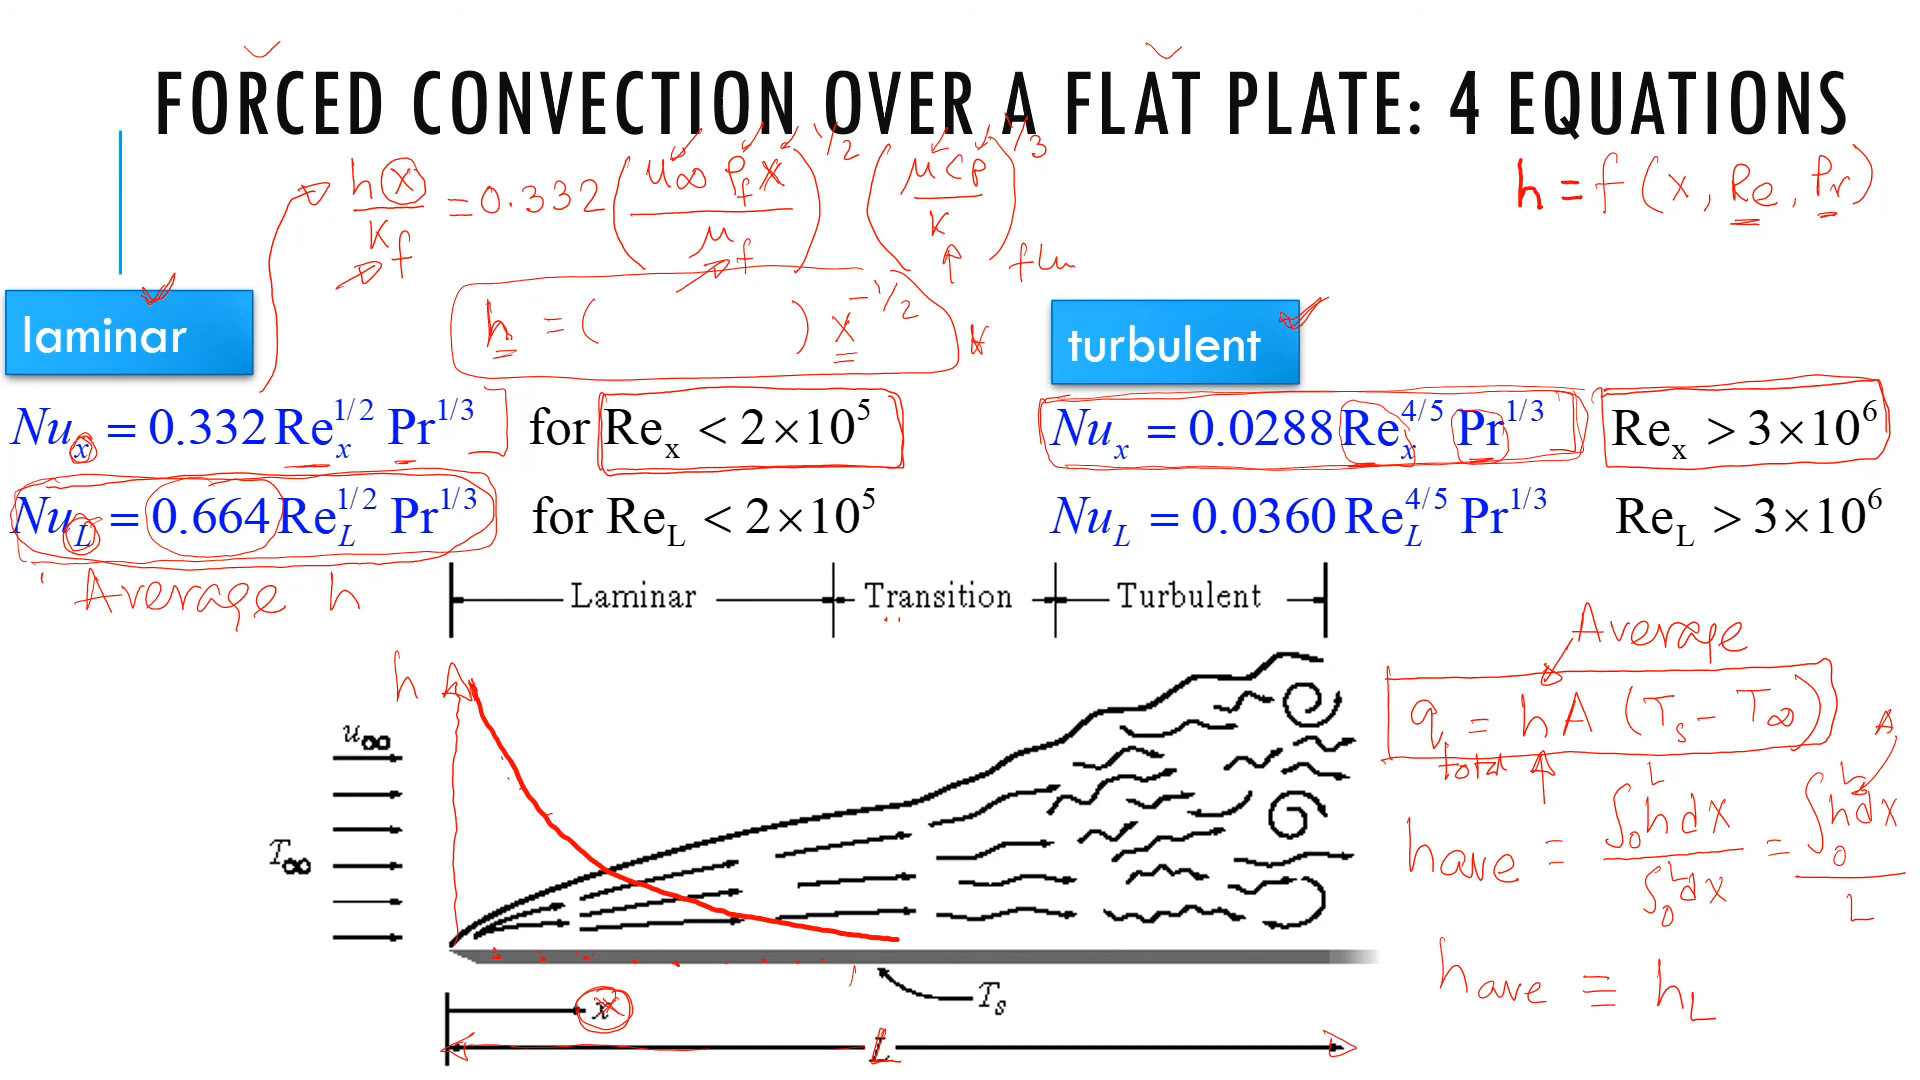 FORCED CONVECTION OVER A FLAT PLATE: 4 EQUATIONS
h(x)/K_f = 0.332 (u∞ ρ_f x / μ_f)^1/2 (μ Cp / K)^1/3
h = f(x, Re, Pr)
h = ( ) x^-1/2
laminar
turbulent
Nu_x = 0.332 Re_x^1/2 Pr^1/3 for Re_x < 2×10^5
Nu_x = 0.0288 Re_x^4/5 Pr^1/3 Re_x > 3×10^6
Nu_L = 0.664 Re_L^1/2 Pr^1/3 for Re_L < 2×10^5
Nu_L = 0.0360 Re_L^4/5 Pr^1/3 Re_L > 3×10^6
Average h
Laminar Transition Turbulent
Average
h
q_total = h A (T_s - T∞)
A
u∞
T∞
h ave = ∫_0^L h dx / ∫_0^L dx = ∫_0^L h dx / L
h ave ≡ h_L
T_s
x
L